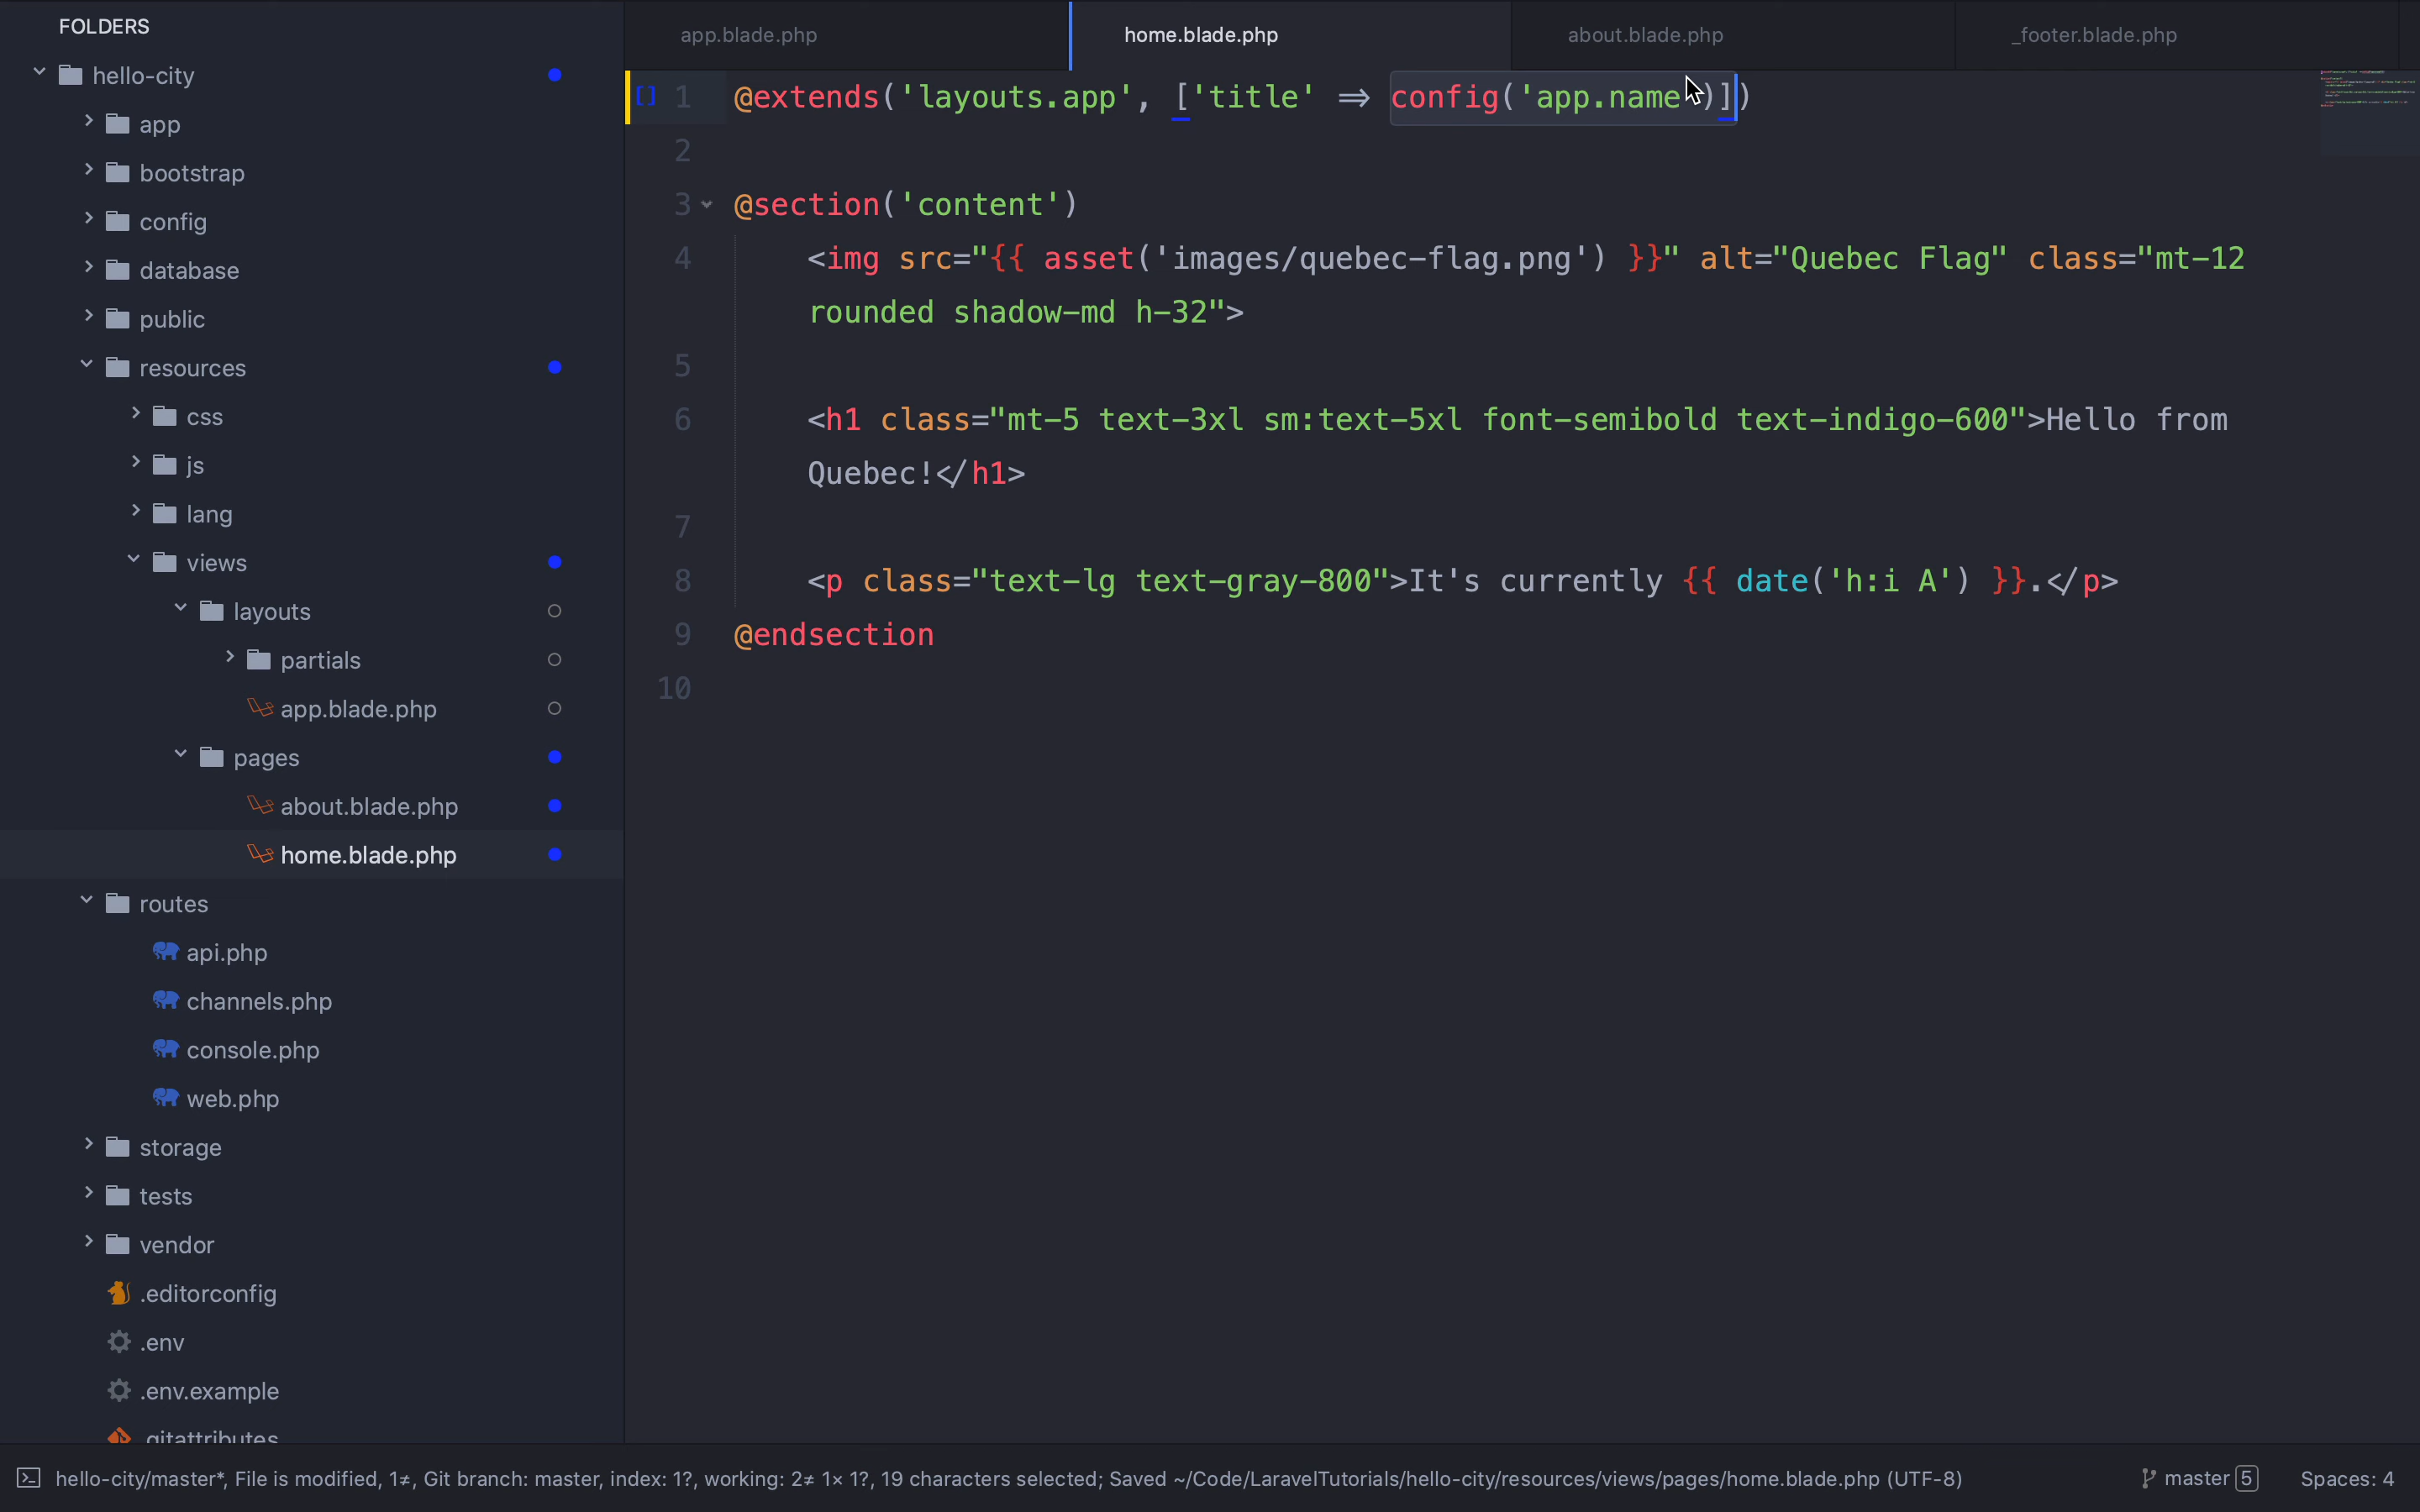 FOLDERS
hello-city
app
bootstrap
config
database
public
resources
css
js
lang
views
layouts
partials
app.blade.php
pages
about.blade.php
home.blade.php
routes
api.php
channels.php
console.php
web.php
storage
tests
vendor
.editorconfig
.env
.env.example
.gitattributes
app.blade.php home.blade.php about.blade.php _footer.blade.php
[] 1 @extends('layouts.app', ['title' => config('app.name')])
2
3 @section('content')
4 <img src="{{ asset('images/quebec-flag.png') }}" alt="Quebec Flag" class="mt-12
rounded shadow-md h-32">
5
6 <h1 class="mt-5 text-3xl sm:text-5xl font-semibold text-indigo-600">Hello from
Quebec!</h1>
7
8 <p class="text-lg text-gray-800">It's currently {{ date('h:i A') }}.</p>
9 @endsection
10
hello-city/master*, File is modified, 1≠, Git branch: master, index: 1?, working: 2≠ 1× 1?, 19 characters selected; Saved ~/Code/LaravelTutorials/hello-city/resources/views/pages/home.blade.php (UTF-8) master 5 Spaces: 4